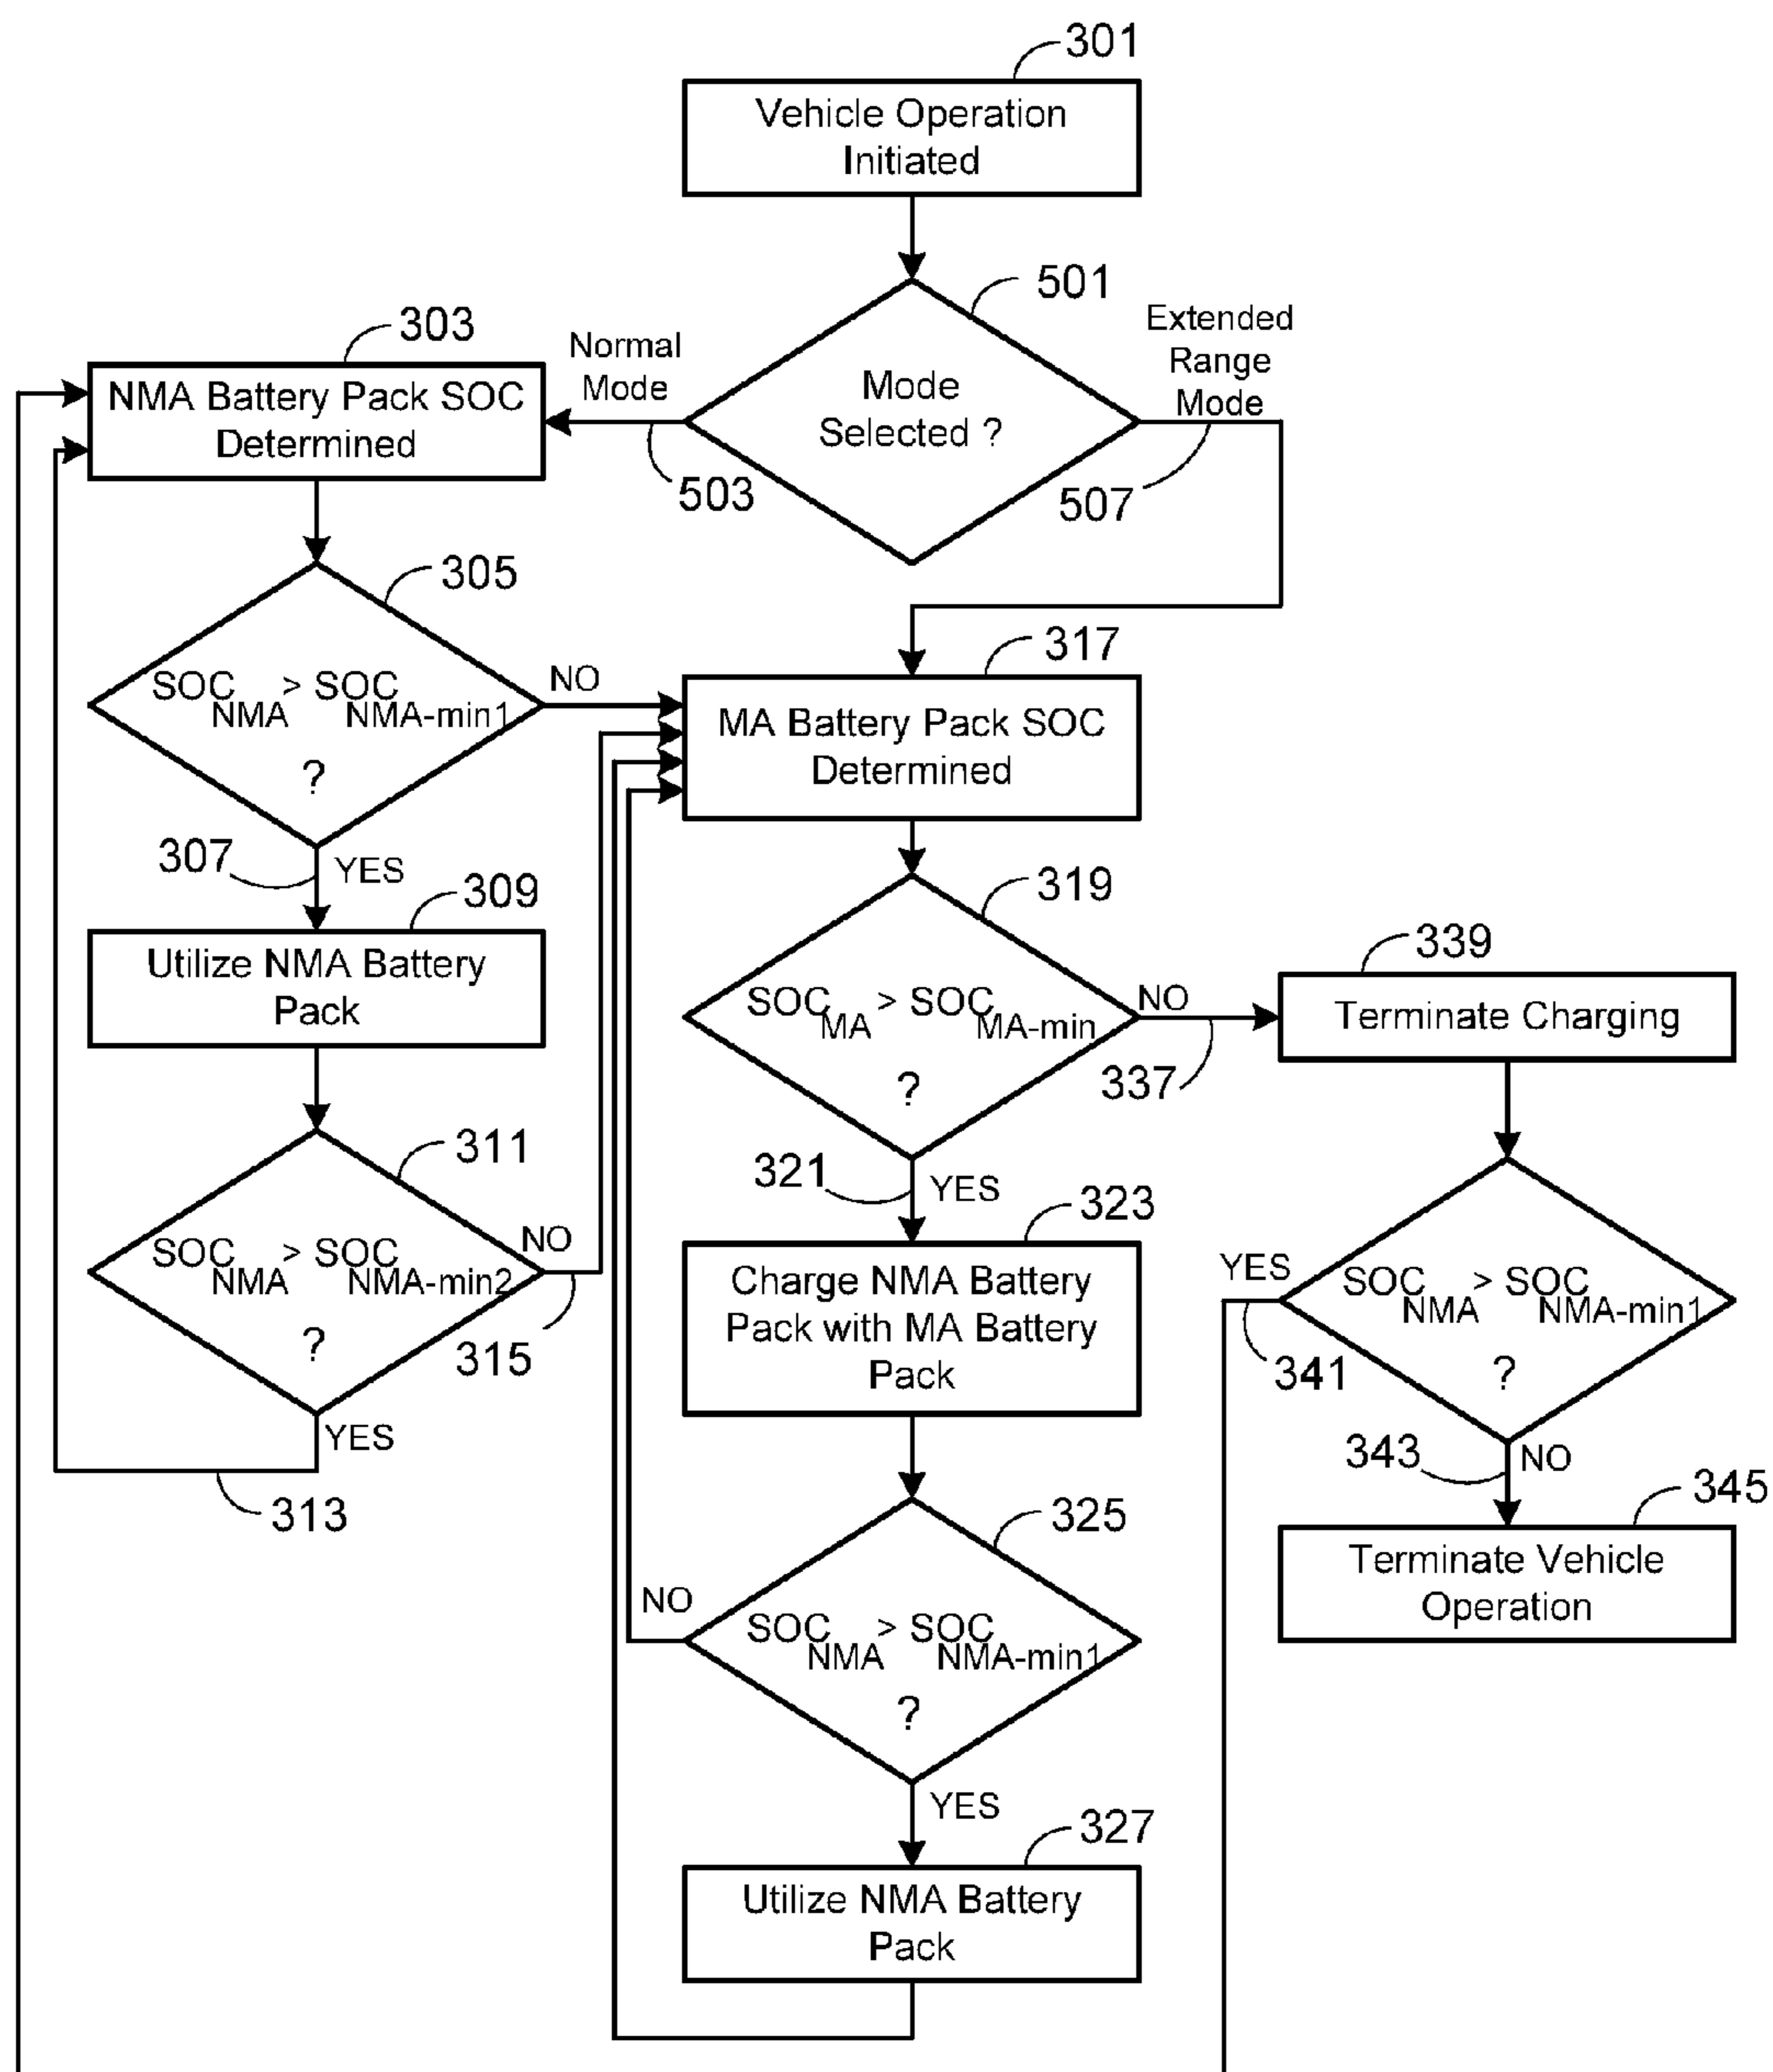 301
Vehicle Operation
Initiated
501
Mode
Selected ?
Normal
Mode
503
Extended
Range
Mode
507
303
NMA Battery Pack SOC
Determined
305
SOC NMA > SOC NMA-min1
?
NO
307
YES
309
Utilize NMA Battery
Pack
311
SOC NMA > SOC NMA-min2
?
NO
315
YES
313
317
MA Battery Pack SOC
Determined
319
SOC MA > SOC MA-min
?
NO
337
321
YES
323
Charge NMA Battery
Pack with MA Battery
Pack
325
SOC NMA > SOC NMA-min1
?
NO
YES
327
Utilize NMA Battery
Pack
339
Terminate Charging
SOC NMA > SOC NMA-min1
?
YES
341
343
NO
345
Terminate Vehicle
Operation